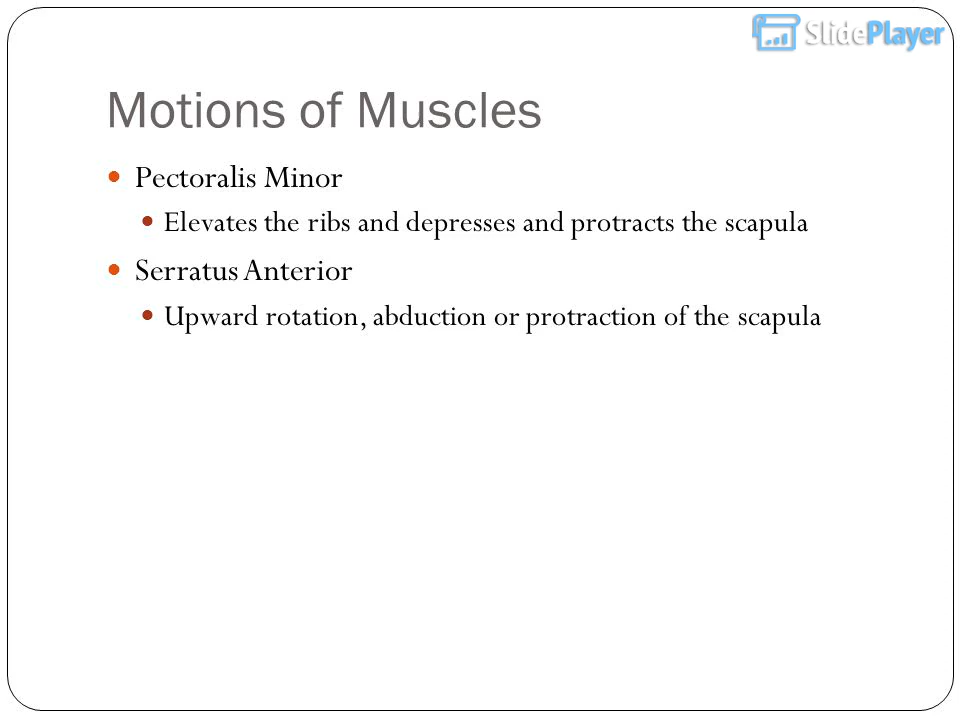 SlidePlayer
Motions of Muscles
Pectoralis Minor
Elevates the ribs and depresses and protracts the scapula
Serratus Anterior
Upward rotation, abduction or protraction of the scapula